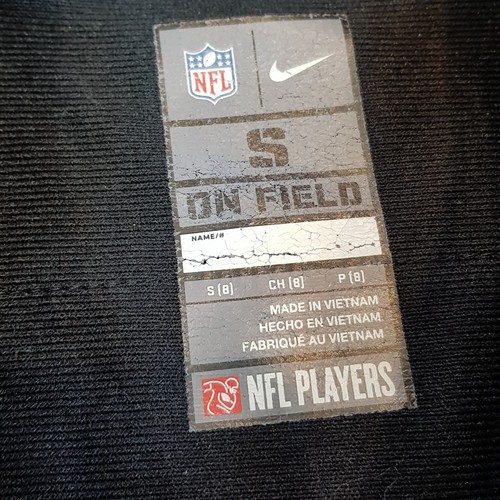 NFL
S
ON FIELD
NAME/#
S (8) CH (8) P (8)
MADE IN VIETNAM
HECHO EN VIETNAM
FABRIQUÉ AU VIETNAM
NFL PLAYERS